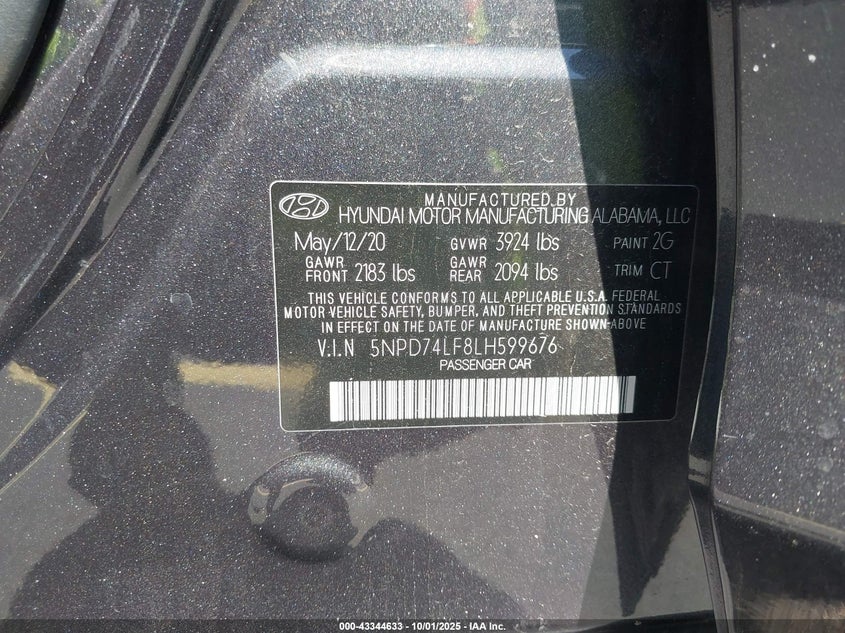 MANUFACTURED BY
HYUNDAI MOTOR MANUFACTURING ALABAMA, LLC
May/12/20 GVWR 3924 lbs PAINT 2G
GAWR FRONT 2183 lbs GAWR REAR 2094 lbs TRIM CT
THIS VEHICLE CONFORMS TO ALL APPLICABLE U.S.A. FEDERAL
MOTOR VEHICLE SAFETY, BUMPER, AND THEFT PREVENTION STANDARDS
IN EFFECT ON THE DATE OF MANUFACTURE SHOWN ABOVE
V.I.N 5NPD74LF8LH599676
PASSENGER CAR
000-43344633 - 10/01/2025 - IAA Inc.